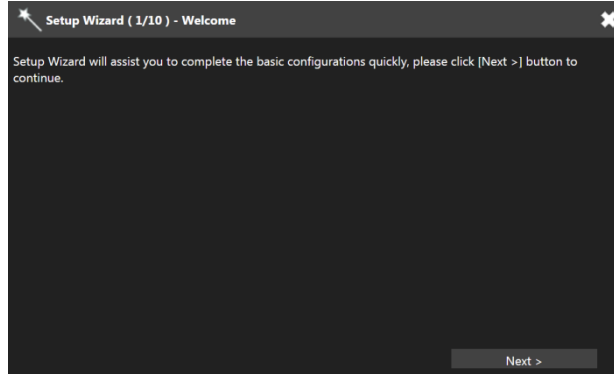 Setup Wizard ( 1/10 ) - Welcome
Setup Wizard will assist you to complete the basic configurations quickly, please click [Next >] button to
continue.
Next >